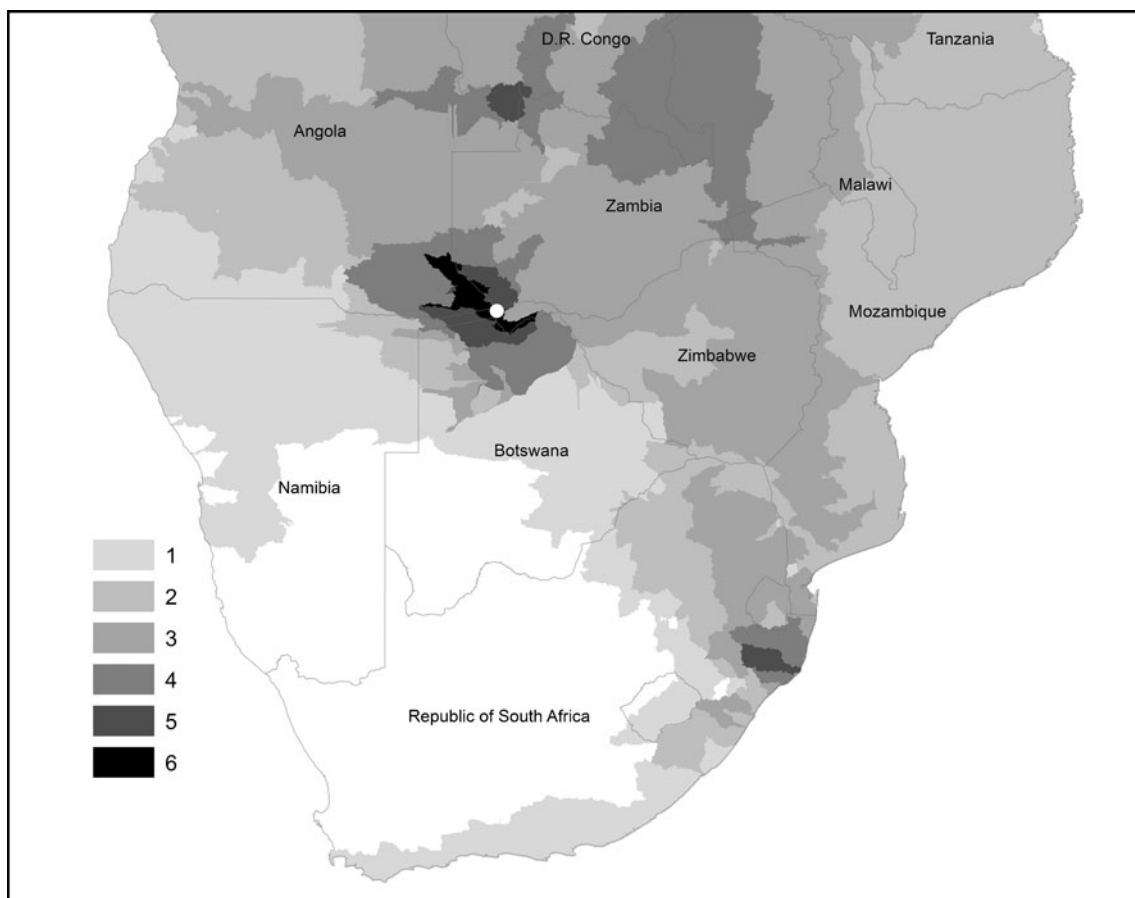 D.R. Congo
Tanzania
Angola
Malawi
Zambia
Mozambique
Zimbabwe
Botswana
Namibia
1
2
3
4
5
6
Republic of South Africa